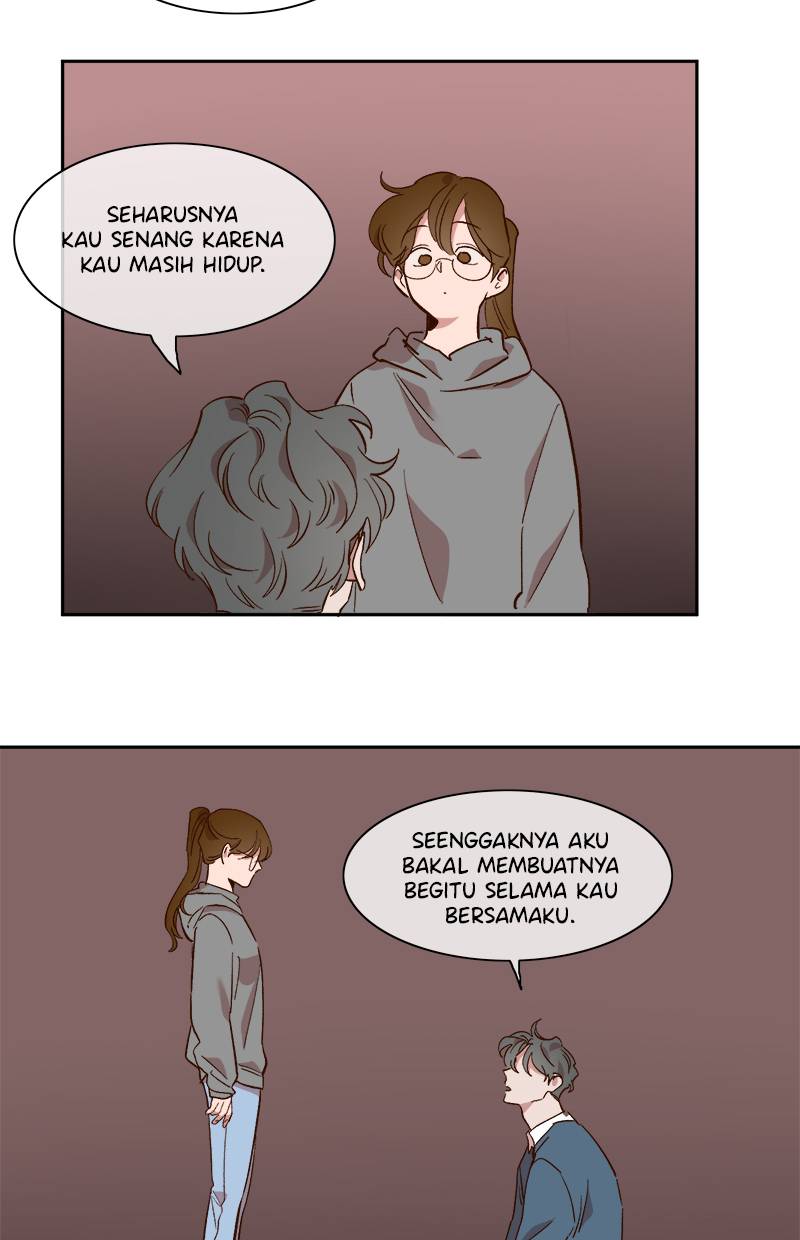 SEHARUSNYA
KAU SENANG KARENA
KAU MASIH HIDUP.
SEENGGAKNYA AKU
BAKAL MEMBUATNYA
BEGITU SELAMA KAU
BERSAMAKU.